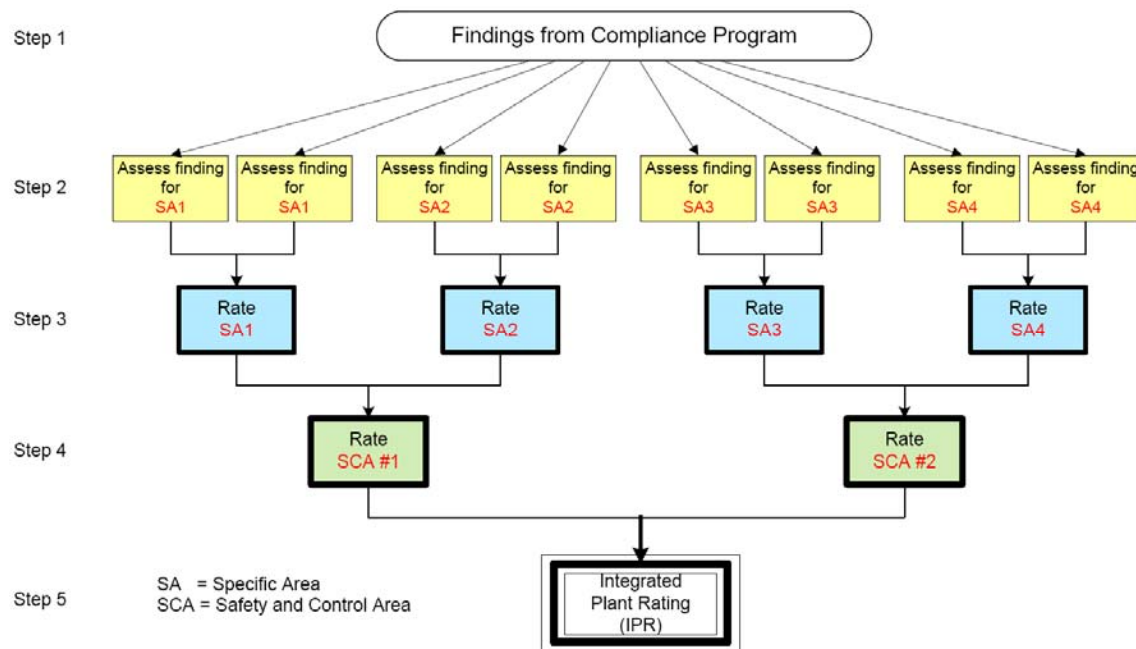 Step 1
Findings from Compliance Program
Step 2
Assess finding
for
SA1
Assess finding
for
SA1
Assess finding
for
SA2
Assess finding
for
SA2
Assess finding
for
SA3
Assess finding
for
SA3
Assess finding
for
SA4
Assess finding
for
SA4
Step 3
Rate
SA1
Rate
SA2
Rate
SA3
Rate
SA4
Step 4
Rate
SCA #1
Rate
SCA #2
Step 5
SA = Specific Area
SCA = Safety and Control Area
Integrated
Plant Rating
(IPR)